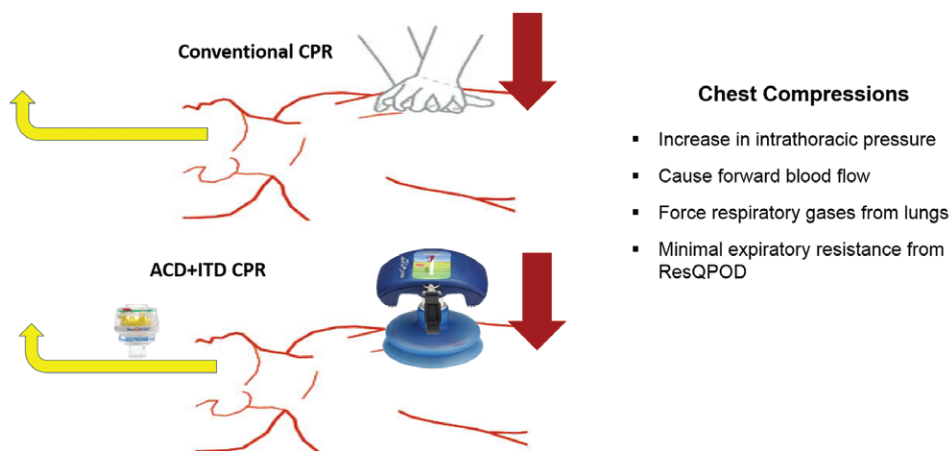 Conventional CPR
Chest Compressions
▪ Increase in intrathoracic pressure
▪ Cause forward blood flow
▪ Force respiratory gases from lungs
▪ Minimal expiratory resistance from
ResQPOD
ACD+ITD CPR